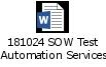 W
181024 SOW Test
Automation Services